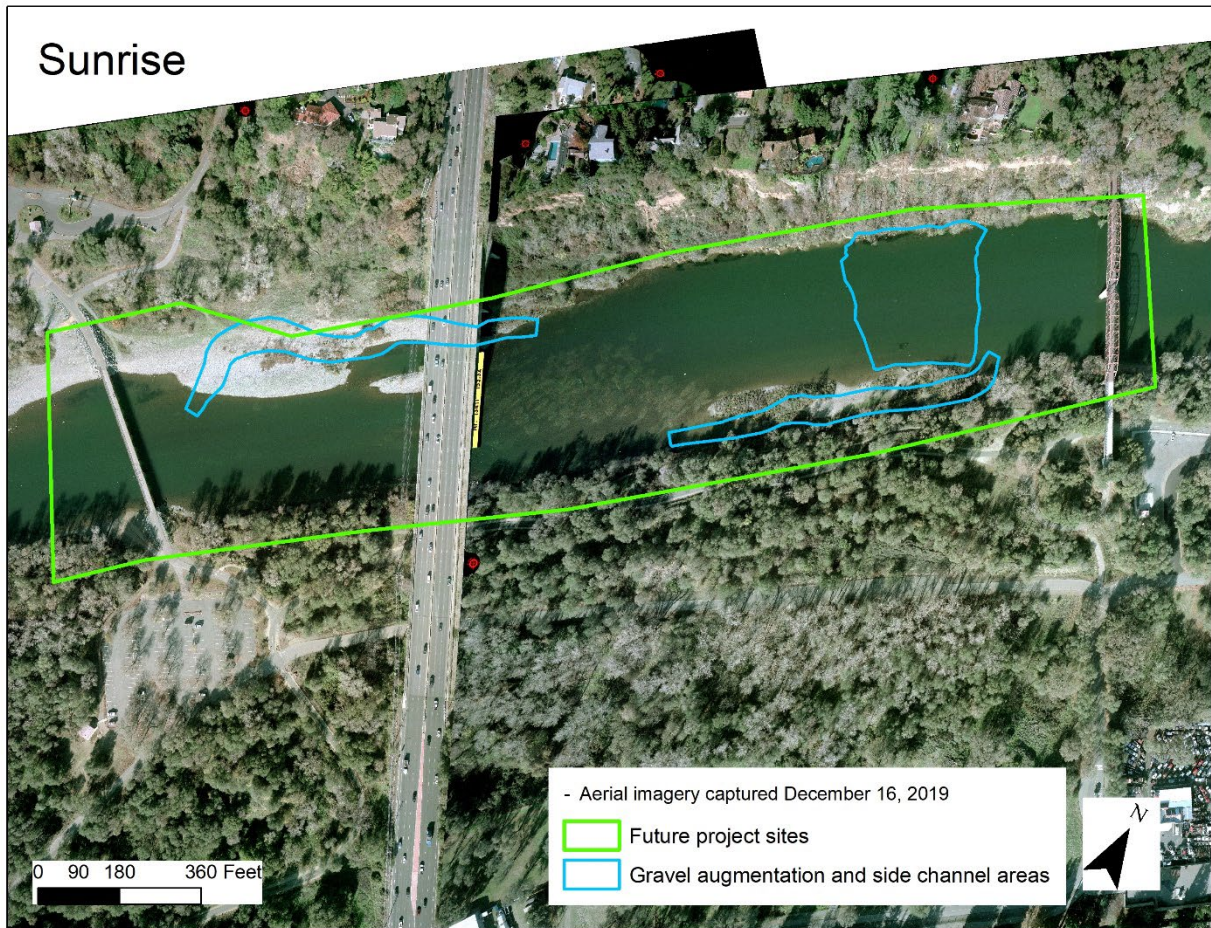 Sunrise
- Aerial imagery captured December 16, 2019
Future project sites
Gravel augmentation and side channel areas
0 90 180 360 Feet
N